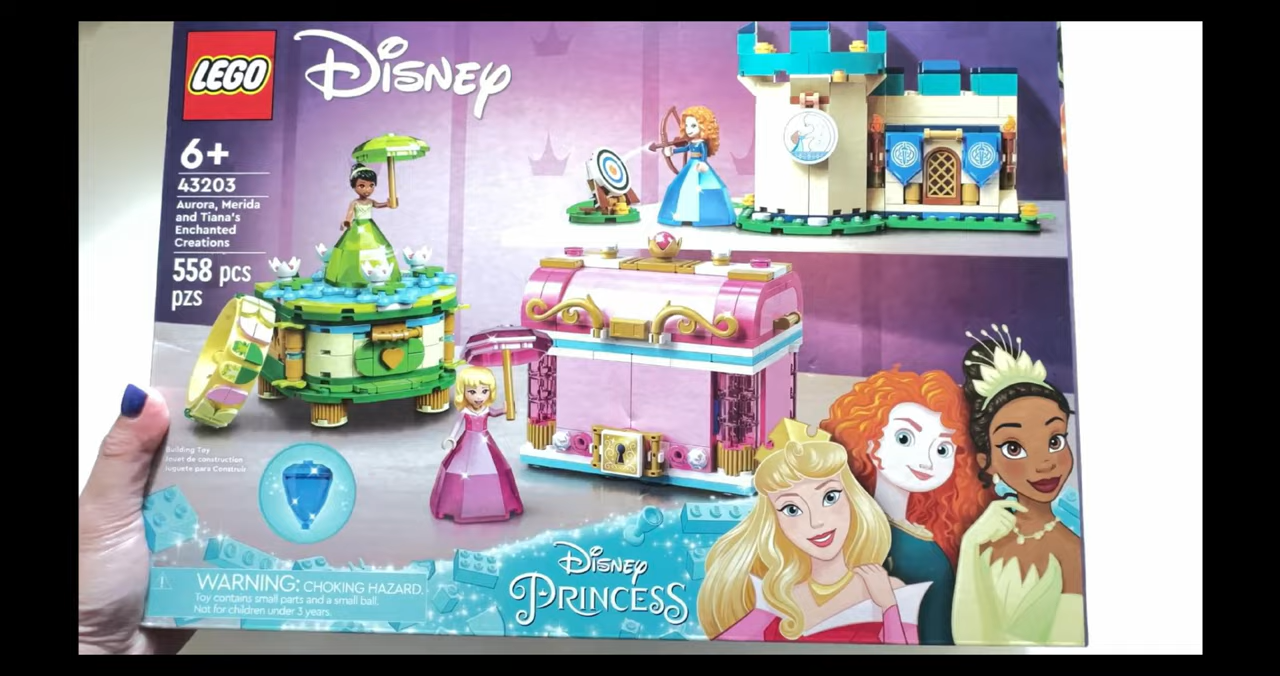 LEGO
Disney
6+
43203
Aurora, Merida
and Tiana's
Enchanted
Creations
558 pcs
pzs
Building Toy
Jouet de construction
Juguete para Construir
WARNING: CHOKING HAZARD.
Toy contains small parts and a small ball.
Not for children under 3 years.
Disney
PRINCESS